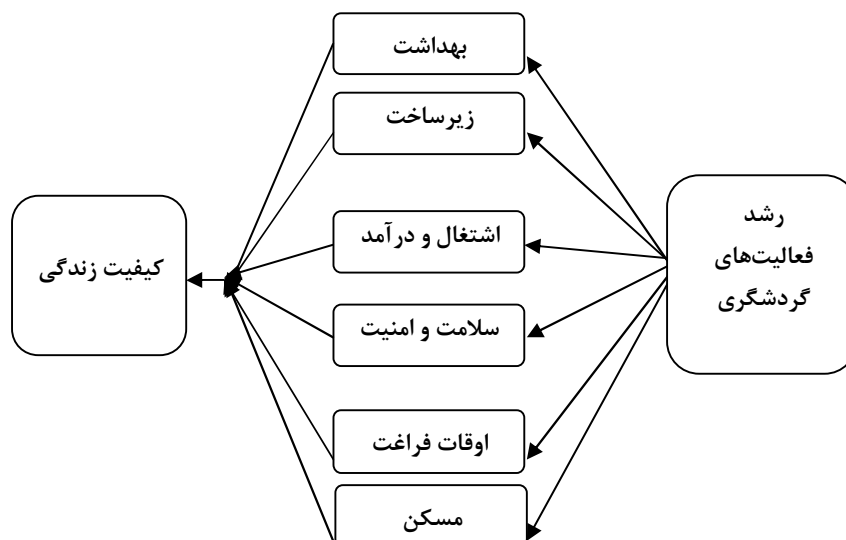 بهداشت
زیرساخت
رشد
فعالیت‌های
گردشگری
اشتغال و درآمد
کیفیت زندگی
سلامت و امنیت
اوقات فراغت
مسکن